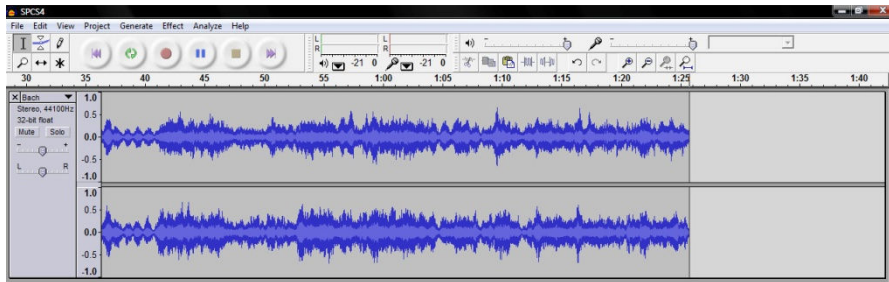 SPCS4
File Edit View Project Generate Effect Analyze Help
L
R
-21 0
L
R
-21 0
30 35 40 45 50 55 1:00 1:05 1:10 1:15 1:20 1:25 1:30 1:35 1:40
Bach
Stereo, 44100Hz
32-bit float
Mute Solo
- +
L R
1.0
0.5
0.0
-0.5
-1.0
1.0
0.5
0.0
-0.5
-1.0